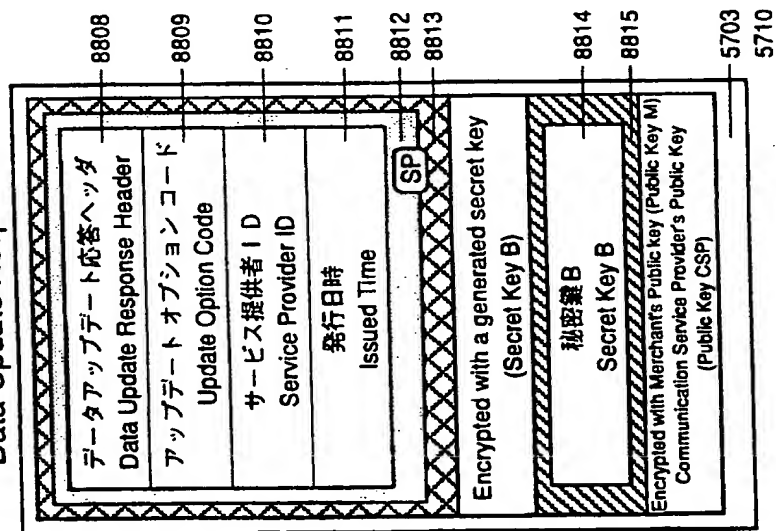 データアップデート応答ヘッダ
Data Update Response Header
8808
アップデートオプションコード
Update Option Code
8809
サービス提供者ID
Service Provider ID
8810
発行日時
Issued Time
8811
SP
8812
8813
Encrypted with a generated secret key
(Secret Key B)
秘密鍵B
Secret Key B
8814
8815
Encrypted with Merchant's Public key (Public Key M)
Communication Service Provider's Public Key
(Public Key CSP)
5703
5710